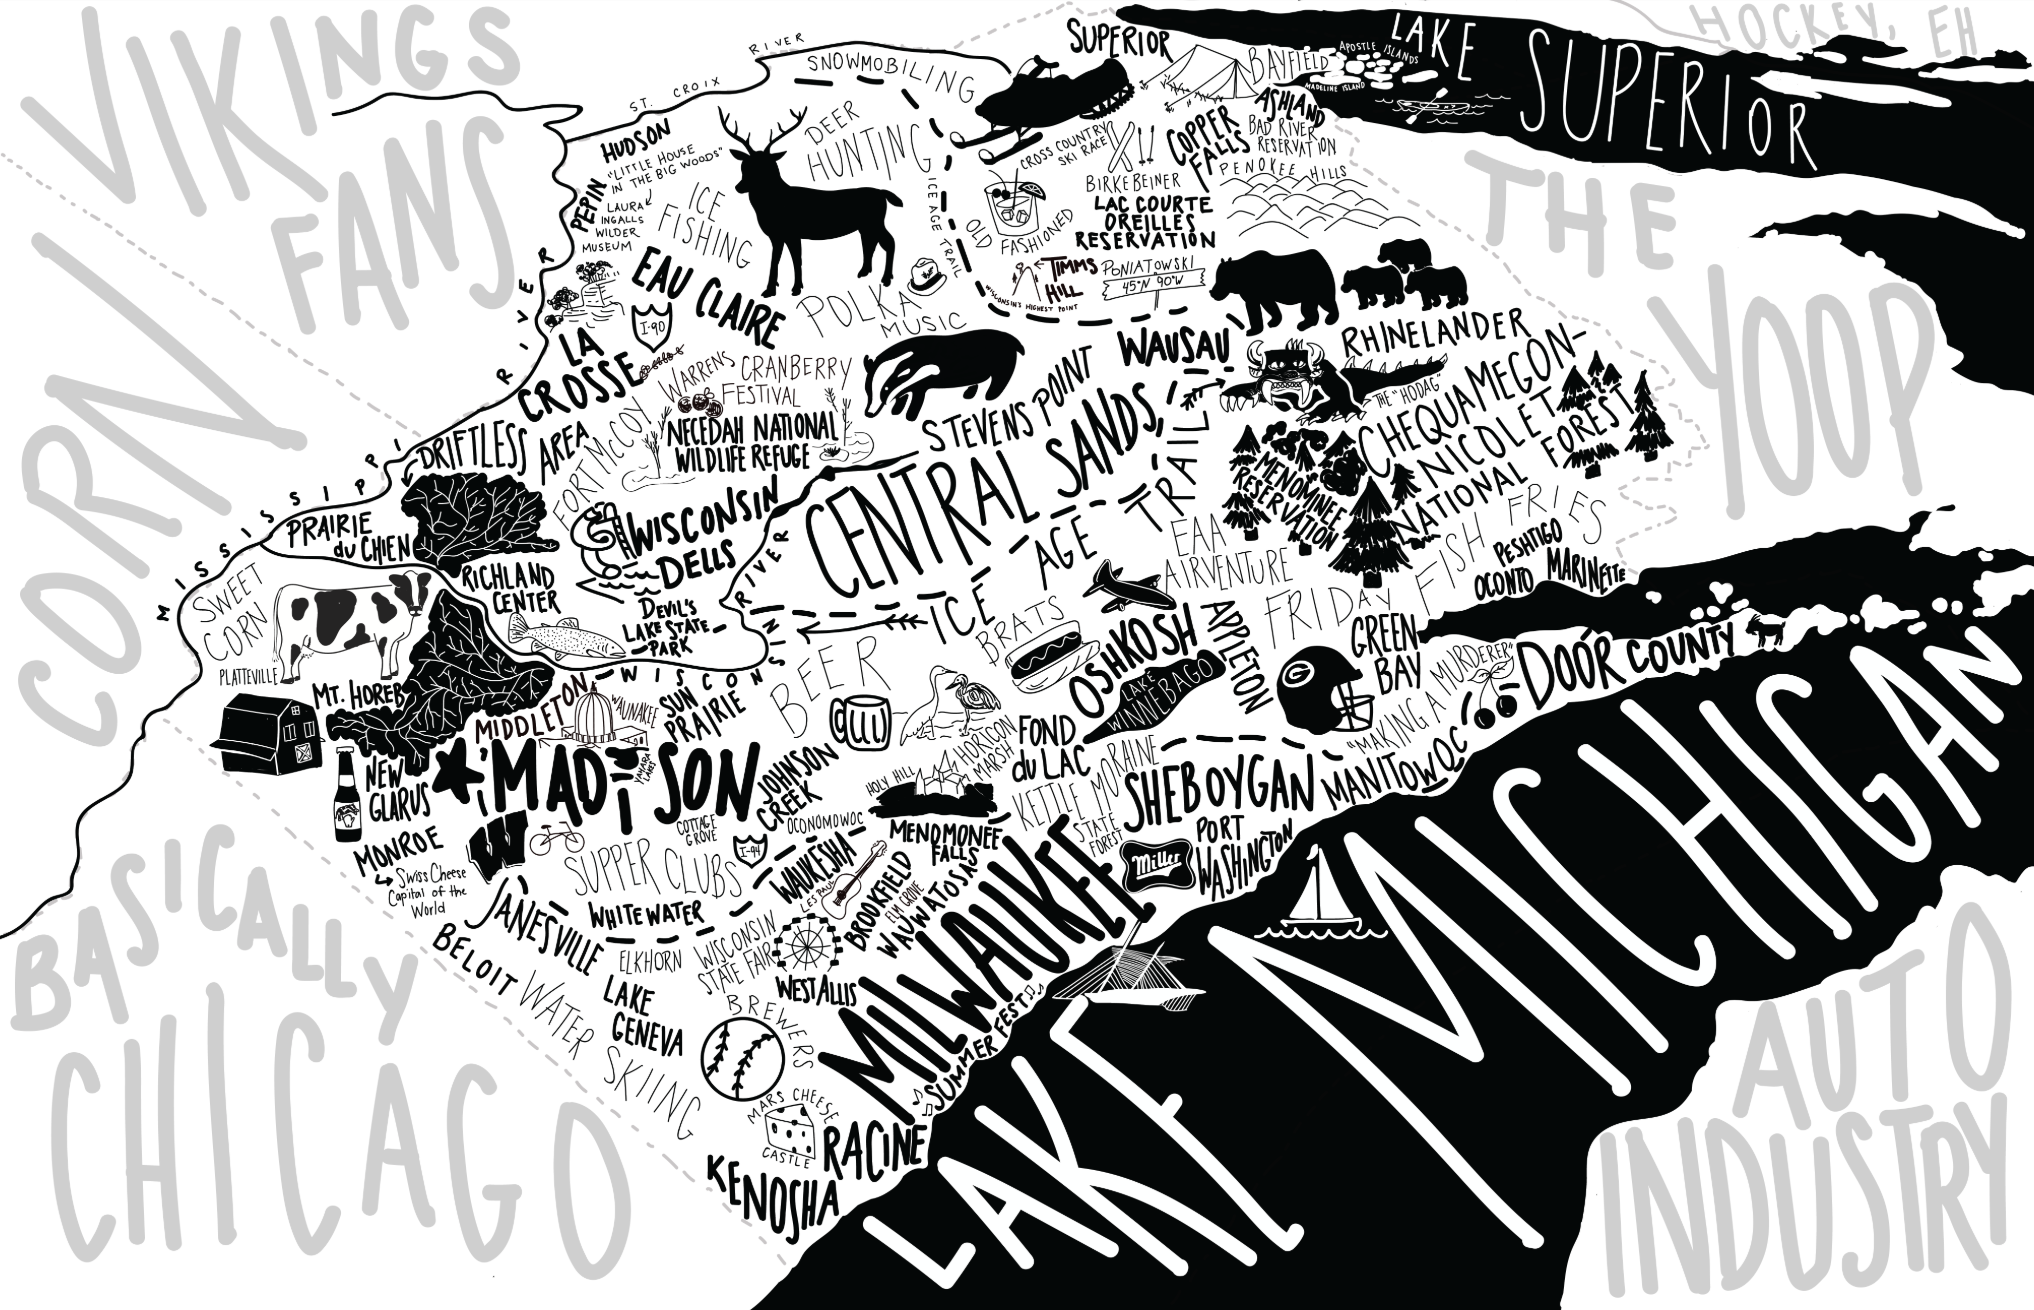 VIKINGS
FANS
CORN
BASICALLY
CHICAGO
HOCKEY, EH
THE
YOOP
AUTO
INDUSTRY
LAKE
SUPERIOR
LAKE MICHIGAN
MISSISSIPPI RIVER
ST. CROIX RIVER
WISCONSIN RIVER
SNOWMOBILING
SUPERIOR
BAYFIELD
APOSTLE ISLANDS
MADELINE ISLAND
ASHLAND
BAD RIVER
RESERVATION
COPPER
FALLS
PENOKEE HILLS
CROSS COUNTRY
SKI RACE
BIRKEBEINER
LAC COURTE
OREILLES
RESERVATION
OLD
FASHIONED
TIMMS
HILL
WISCONSIN'S HIGHEST POINT
PONIATOWSKI
45°N 90°W
HUDSON
"LITTLE HOUSE
IN THE BIG WOODS"
PEPIN
LAURA
INGALLS
WILDER
MUSEUM
ICE
FISHING
DEER
HUNTING
ICE AGE TRAIL
EAU CLAIRE
I-90
POLKA
MUSIC
LA
CROSSE
WARRENS CRANBERRY
FESTIVAL
FORT McCOY
NECEDAH NATIONAL
WILDLIFE REFUGE
DRIFTLESS AREA
STEVENS POINT
WAUSAU
RHINELANDER
THE "HODAG"
CHEQUAMEGON-
NICOLET
NATIONAL FOREST
MENOMINEE
RESERVATION
CENTRAL SANDS
ICE AGE TRAIL
PRAIRIE
du CHIEN
RICHLAND
CENTER
WISCONSIN
DELLS
DEVIL'S
LAKE STATE
PARK
EAA
AIRVENTURE
FRIDAY FISH FRIES
PESHTIGO
OCONTO
MARINETTE
SWEET
CORN
PLATTEVILLE
MT. HOREB
MIDDLETON
WAUNAKEE
SUN
PRAIRIE
BEER
BRATS
OSHKOSH
LAKE
WINNEBAGO
APPLETON
G
GREEN
BAY
"MAKING A MURDERER"
DOOR COUNTY
NEW
GLARUS
MADISON
YAHARA
LAKES
W
JOHNSON
CREEK
HORICON
MARSH
HOLY HILL
FOND
du LAC
KETTLE MORAINE
STATE
FOREST
SHEBOYGAN
MANITOWOC
MONROE
Swiss Cheese
Capital of the
World
SUPPER CLUBS
COTTAGE
GROVE
I-94
OCONOMOWOC
WAUKESHA
LES PAUL
MENOMONEE
FALLS
BROOKFIELD
ELM GROVE
WAUWATOSA
Miller
PORT
WASHINGTON
JANESVILLE
WHITEWATER
BELOIT
ELKHORN
WISCONSIN
STATE FAIR
WEST ALLIS
MILWAUKEE
WATER SKIING
LAKE
GENEVA
BREWERS
SUMMER FEST
MARS CHEESE
CASTLE
RACINE
KENOSHA